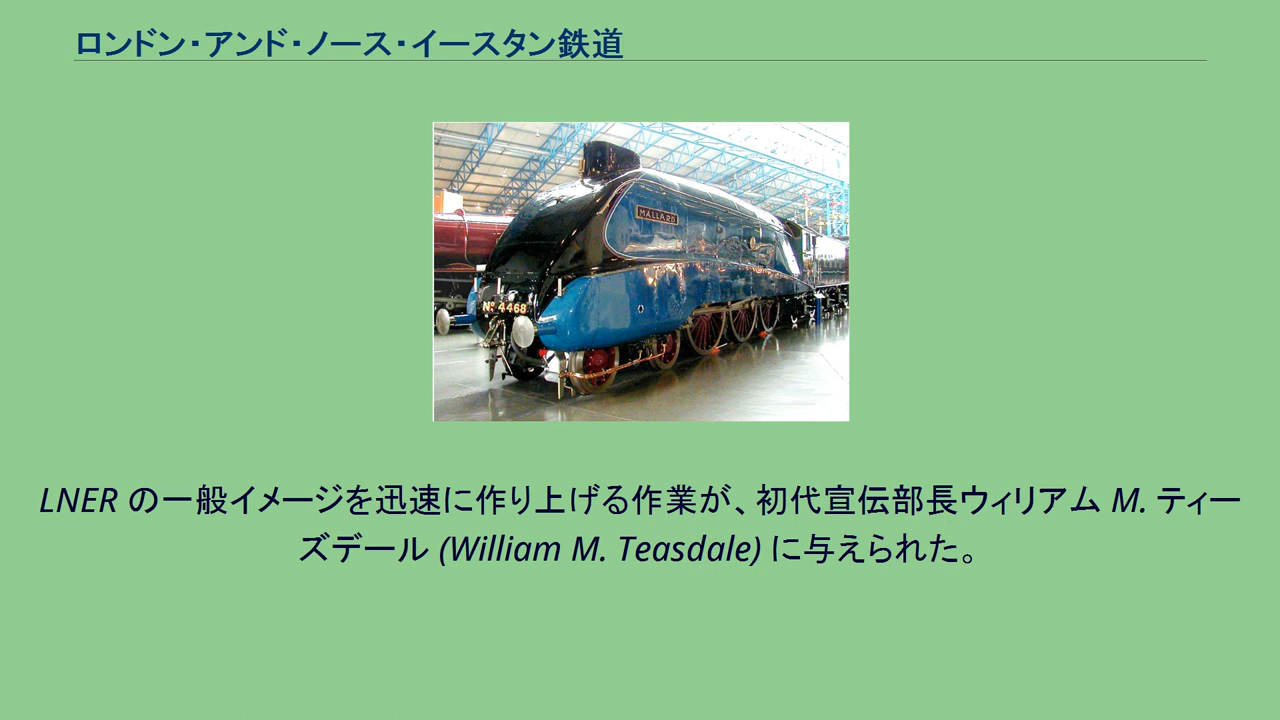 ロンドン・アンド・ノース・イースタン鉄道
MALLARD
No 4468
LNER の一般イメージを迅速に作り上げる作業が、初代宣伝部長ウィリアム M. ティー
ズデール (William M. Teasdale) に与えられた。